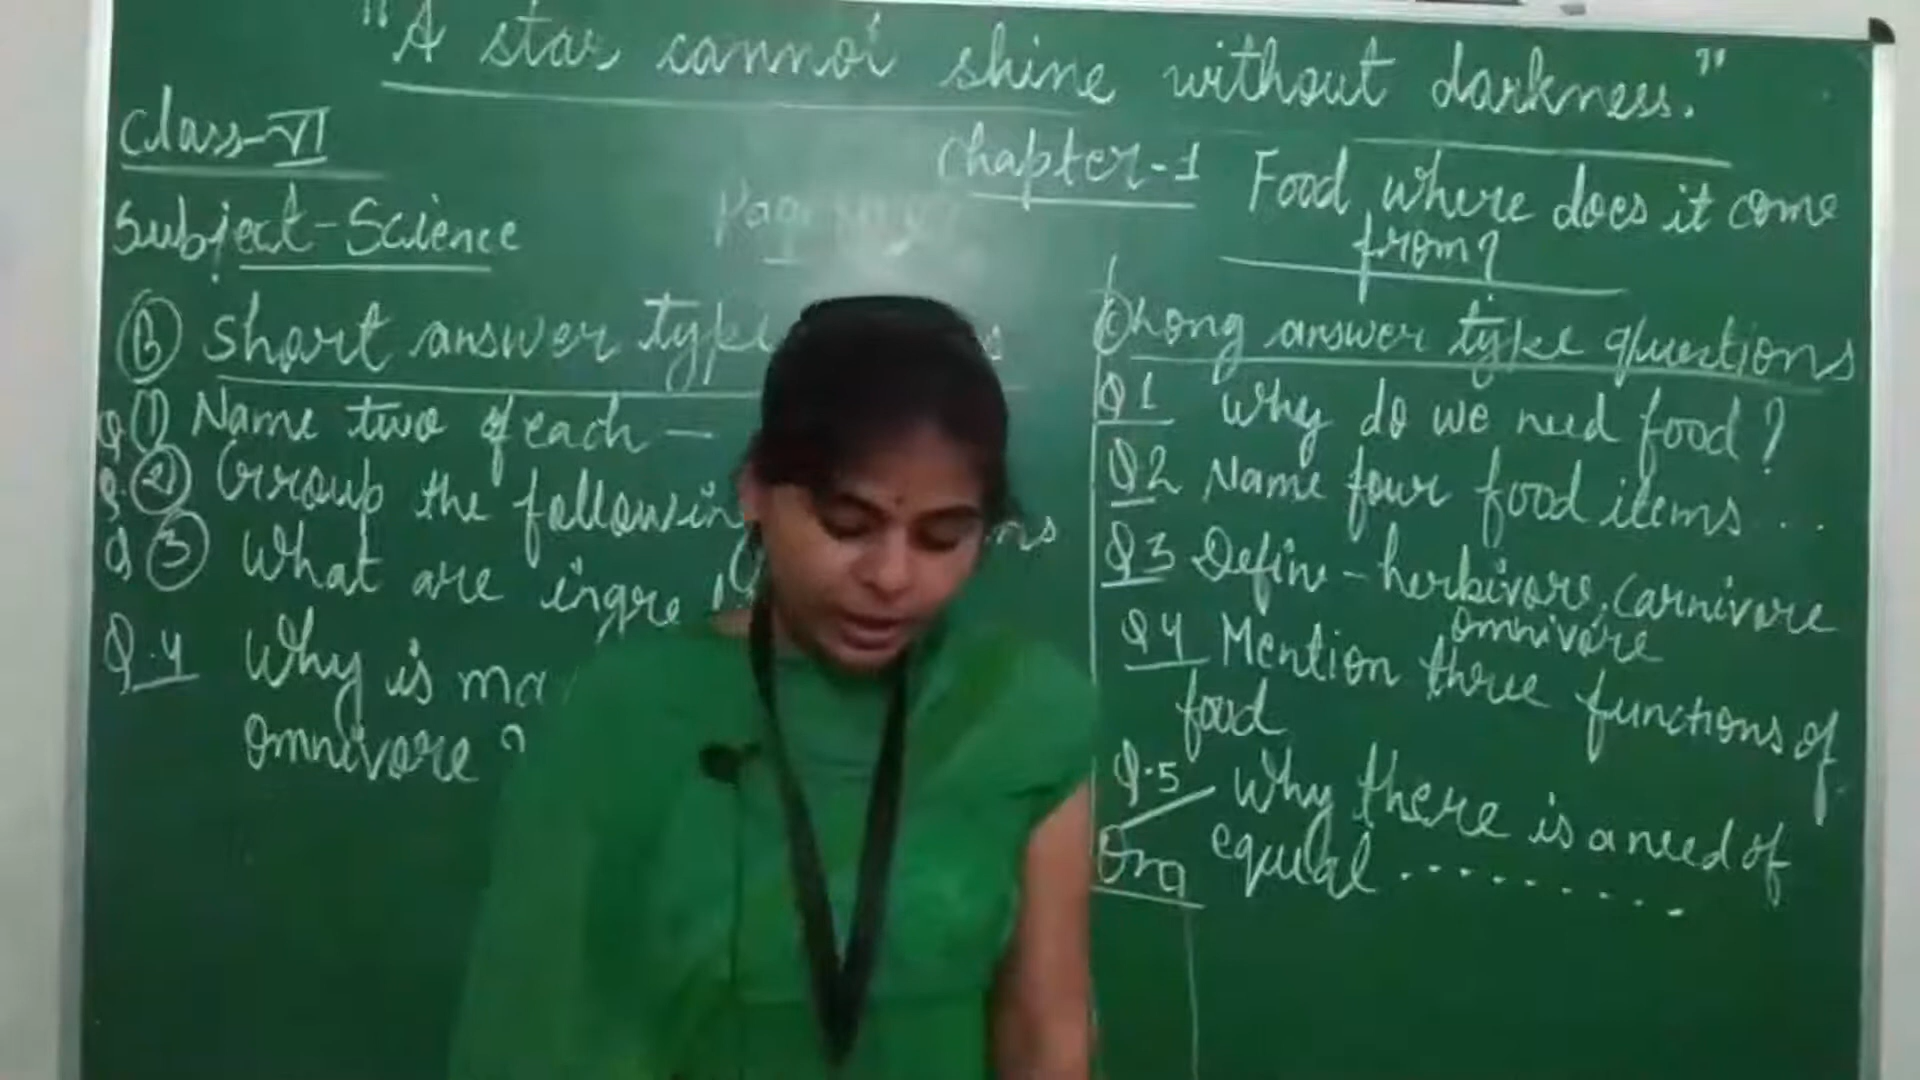 "A star cannot shine without darkness."
Class-VI
Chapter-1 Food, where does it come
from?
Subject-Science
(B) Short answer type
Q (1) Name two of each -
Q. (2) Group the following
Q (3) What are
Q.4 Why is
omnivore?
(C) Long answer type questions
Q1 Why do we need food?
Q2 Name four food items ...
Q3 Define - herbivore, carnivore
omnivore
Q4 Mention three functions of
food
Q.5 Why there is a need of
equal ..........